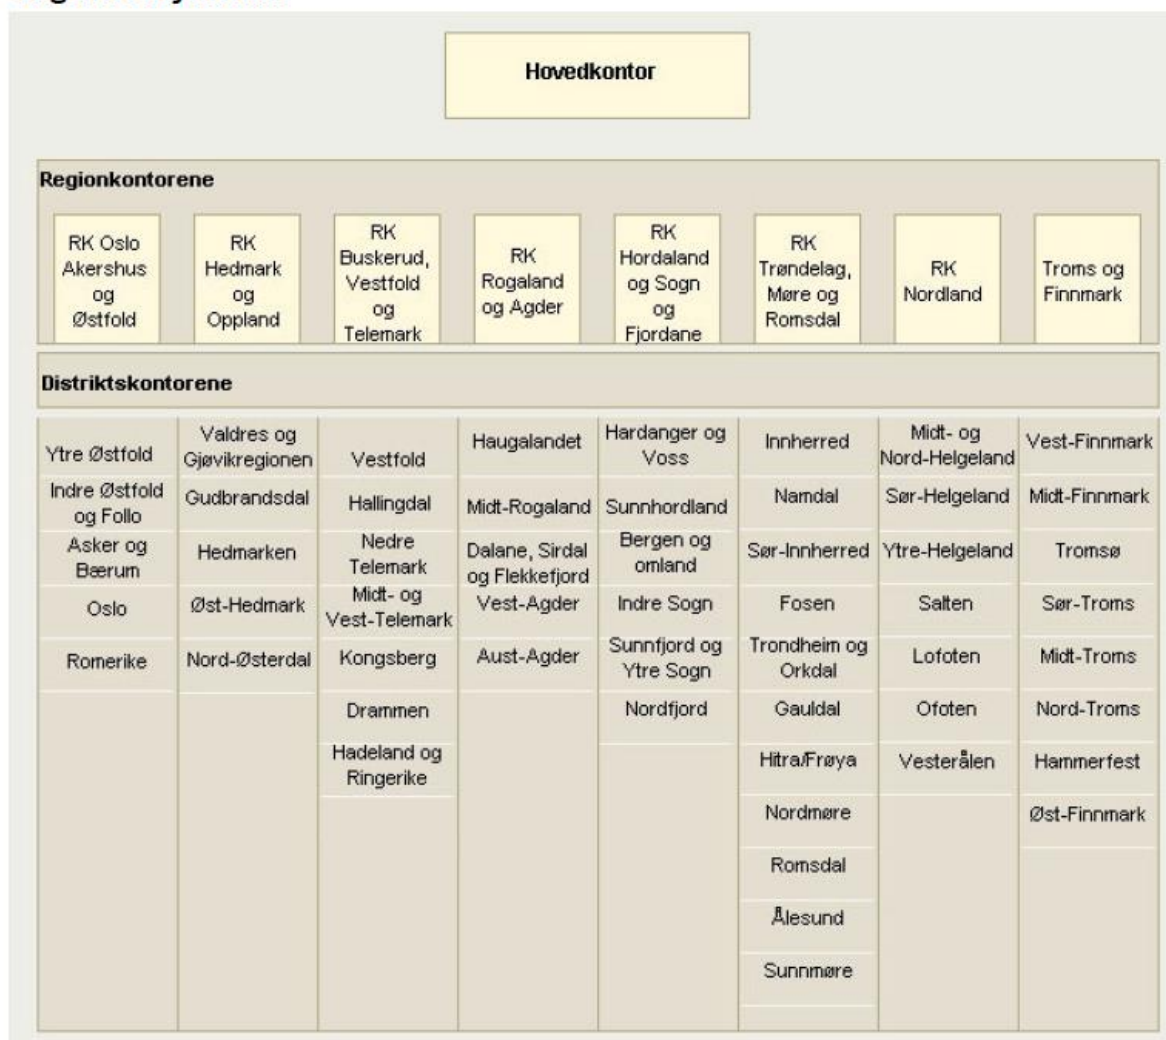 Hovedkontor
Regionkontorene
RK Oslo
Akershus
og
Østfold
RK
Hedmark
og
Oppland
RK
Buskerud,
Vestfold
og
Telemark
RK
Rogaland
og Agder
RK
Hordaland
og Sogn
og
Fjordane
RK
Trøndelag,
Møre og
Romsdal
RK
Nordland
Troms og
Finnmark
Distriktskontorene
Ytre Østfold
Indre Østfold
og Follo
Asker og
Bærum
Oslo
Romerike
Valdres og
Gjøvikregionen
Gudbrandsdal
Hedmarken
Øst-Hedmark
Nord-Østerdal
Vestfold
Hallingdal
Nedre
Telemark
Midt- og
Vest-Telemark
Kongsberg
Drammen
Hadeland og
Ringerike
Haugalandet
Midt-Rogaland
Dalane, Sirdal
og Flekkefjord
Vest-Agder
Aust-Agder
Hardanger og
Voss
Sunnhordland
Bergen og
omland
Indre Sogn
Sunnfjord og
Ytre Sogn
Nordfjord
Innherred
Namdal
Sør-Innherred
Fosen
Trondheim og
Orkdal
Gauldal
Hitra/Frøya
Nordmøre
Romsdal
Ålesund
Sunnmøre
Midt- og
Nord-Helgeland
Sør-Helgeland
Ytre-Helgeland
Salten
Lofoten
Ofoten
Vesterålen
Vest-Finnmark
Midt-Finnmark
Tromsø
Sør-Troms
Midt-Troms
Nord-Troms
Hammerfest
Øst-Finnmark